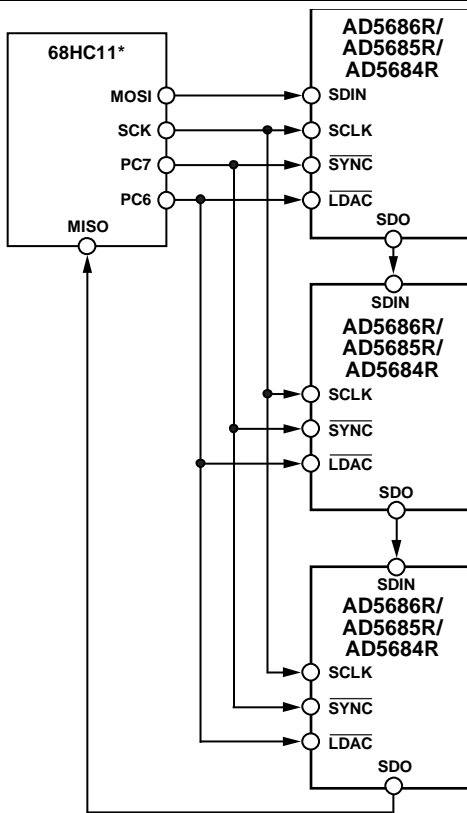 68HC11*
MOSI
SCK
PC7
PC6
MISO
AD5686R/
AD5685R/
AD5684R
SDIN
SCLK
SYNC
LDAC
SDO
SDIN
AD5686R/
AD5685R/
AD5684R
SCLK
SYNC
LDAC
SDO
SDIN
AD5686R/
AD5685R/
AD5684R
SCLK
SYNC
LDAC
SDO